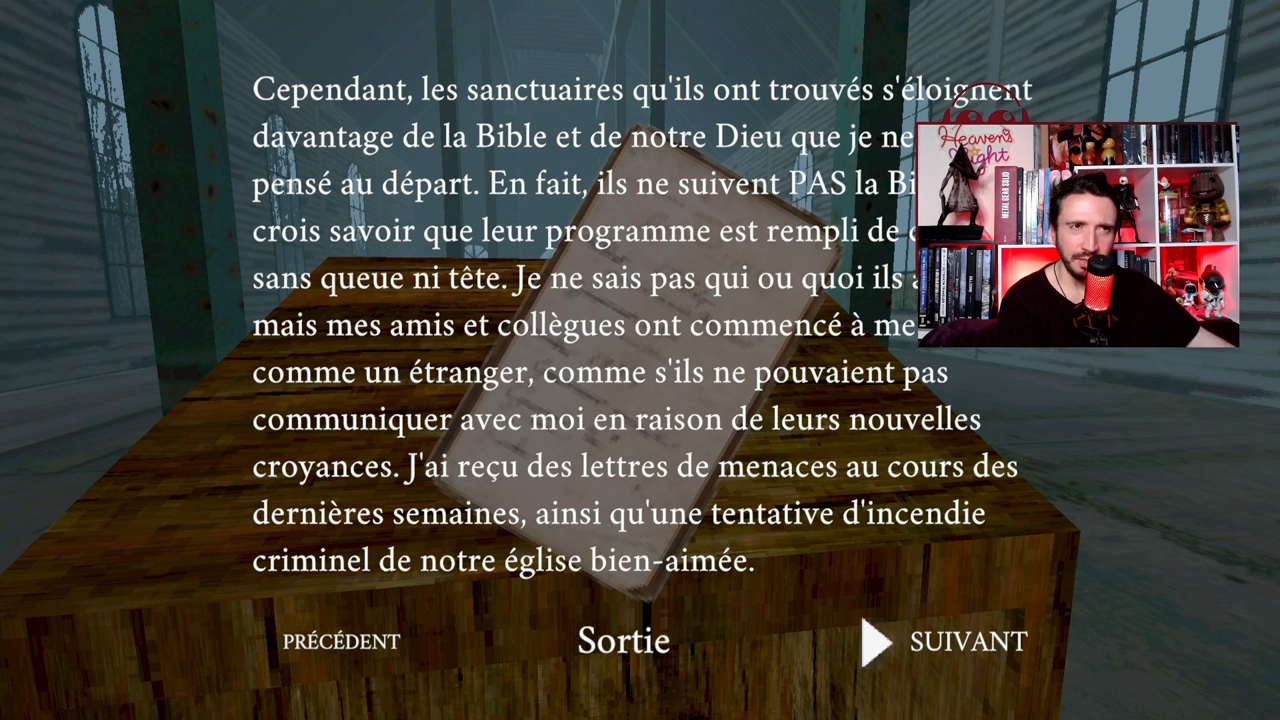 Cependant, les sanctuaires qu'ils ont trouvés s'éloignent
davantage de la Bible et de notre Dieu que je ne
pensé au départ. En fait, ils ne suivent PAS la
crois savoir que leur programme est rempli de
sans queue ni tête. Je ne sais pas qui ou quoi ils
mais mes amis et collègues ont commencé à me
comme un étranger, comme s'ils ne pouvaient pas
communiquer avec moi en raison de leurs nouvelles
croyances. J'ai reçu des lettres de menaces au cours des
dernières semaines, ainsi qu'une tentative d'incendie
criminel de notre église bien-aimée.
PRÉCÉDENT Sortie SUIVANT
Heaven's
Night
METAL GEAR SOLID